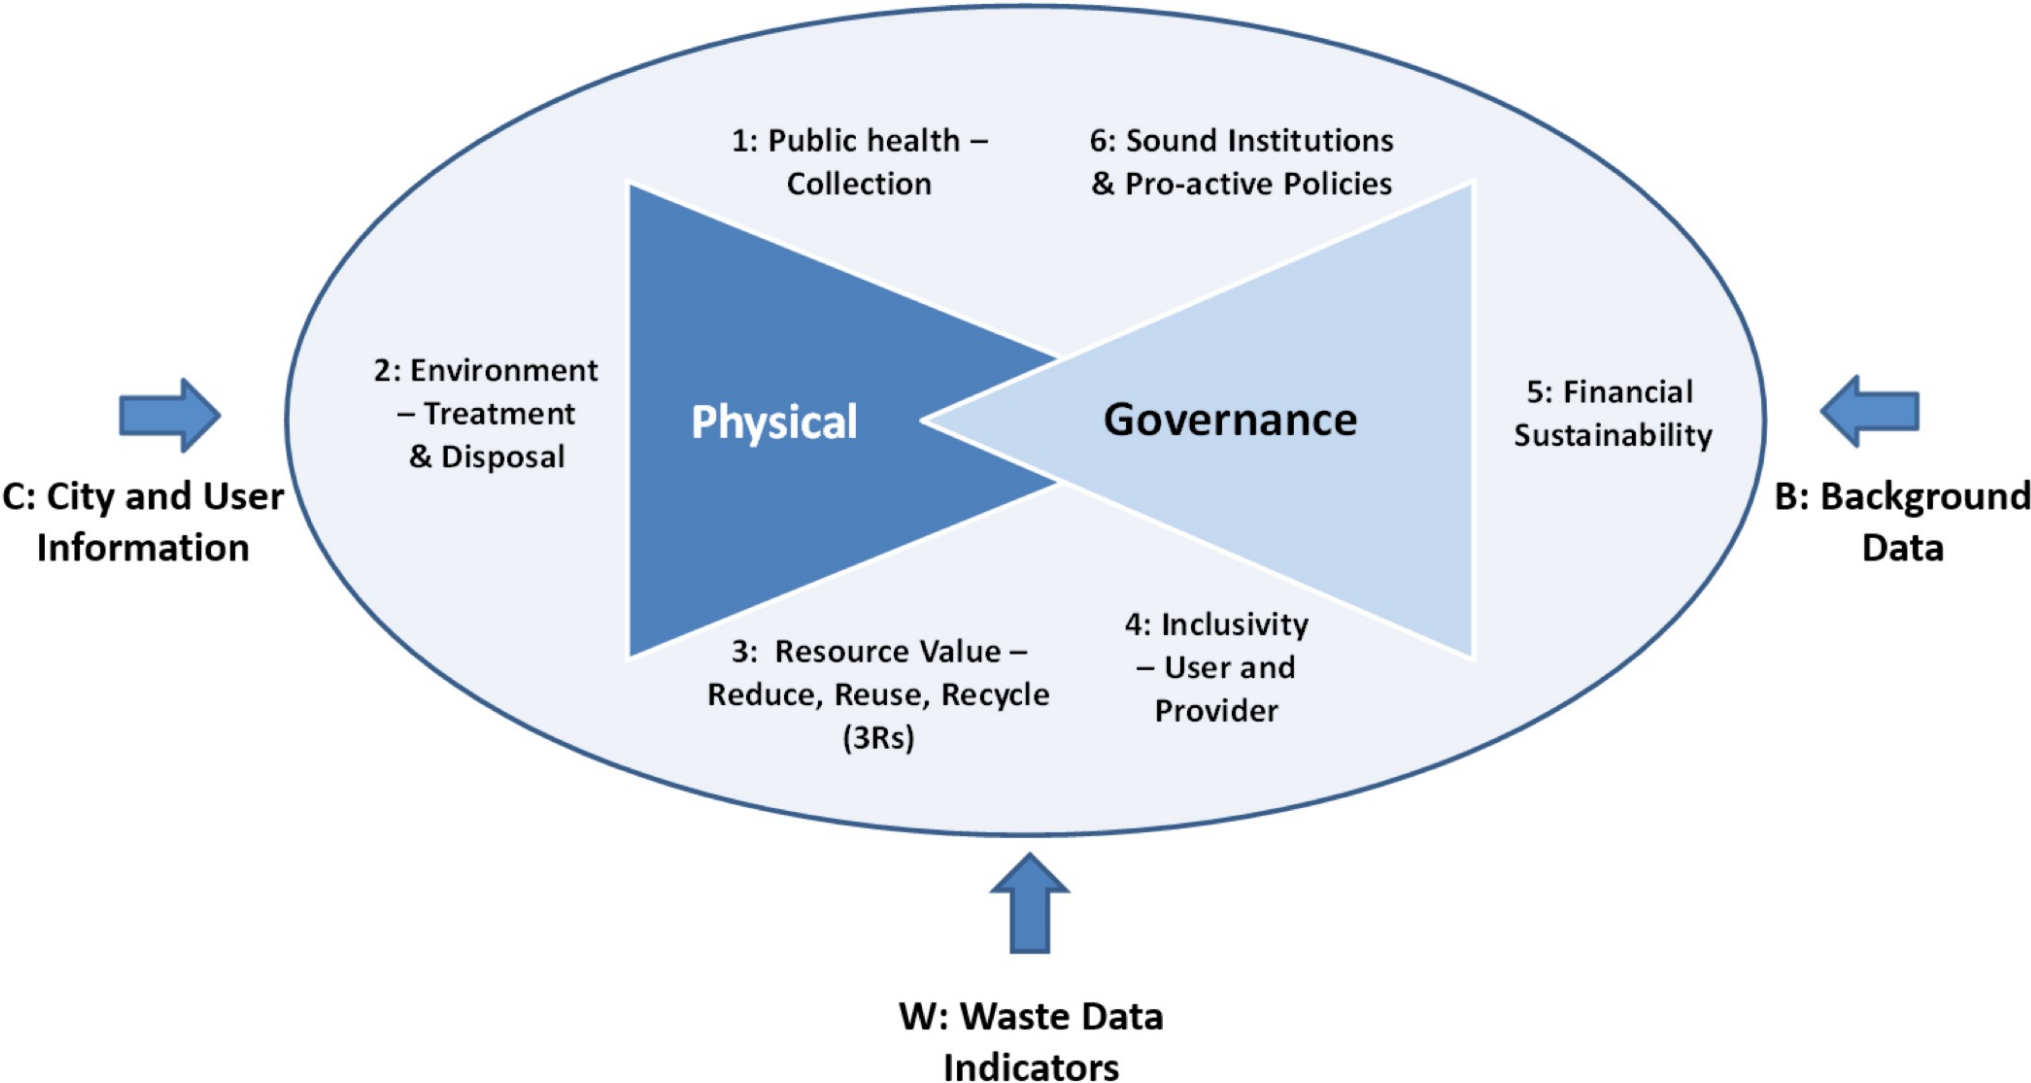 1: Public health –
Collection
6: Sound Institutions
& Pro-active Policies
2: Environment
– Treatment
& Disposal
Physical
Governance
5: Financial
Sustainability
C: City and User
Information
B: Background
Data
3:  Resource Value –
Reduce, Reuse, Recycle
(3Rs)
4: Inclusivity
– User and
Provider
W: Waste Data
Indicators